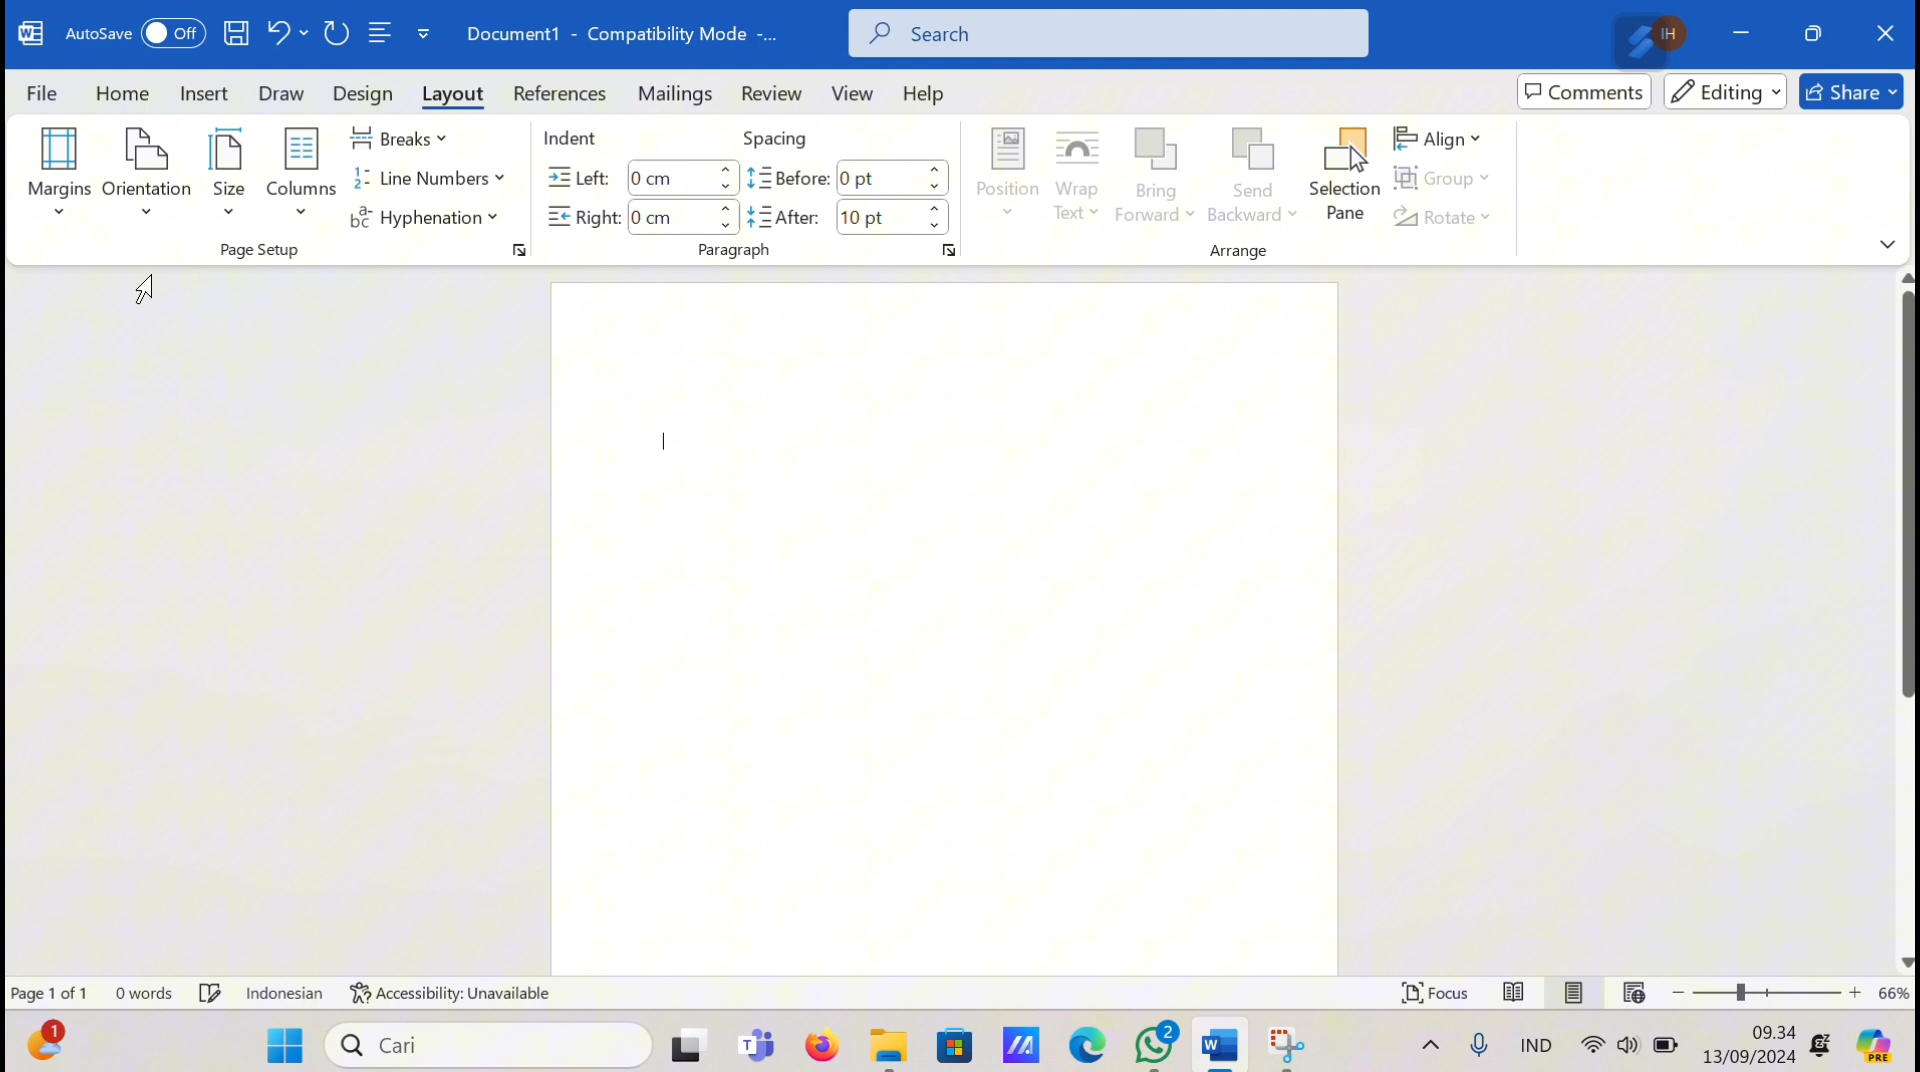 AutoSave Off Document1 - Compatibility Mode -... Search IH
File Home Insert Draw Design Layout References Mailings Review View Help Comments Editing Share
Margins Orientation Size Columns
Breaks
Line Numbers
Hyphenation
Page Setup
Indent Spacing
Left: 0 cm Before: 0 pt
Right: 0 cm After: 10 pt
Paragraph
Position
Wrap
Text
Bring
Forward
Send
Backward
Selection
Pane
Align
Group
Rotate
Arrange
Page 1 of 1 0 words Indonesian Accessibility: Unavailable Focus 66%
1 Cari 2 IND 09.34
13/09/2024
PRE